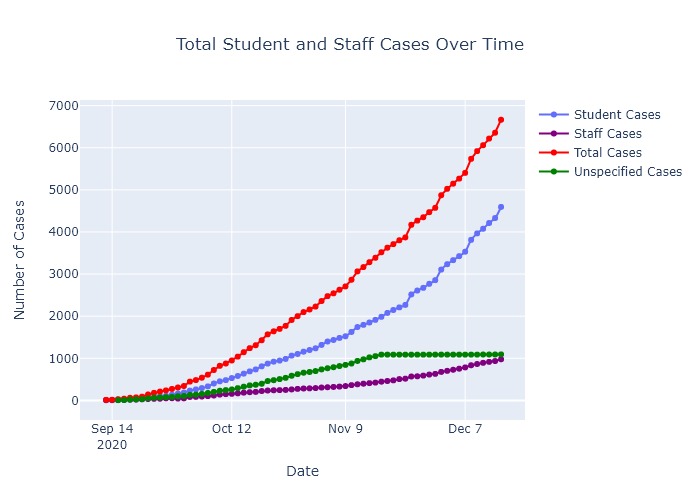 Total Student and Staff Cases Over Time
Student Cases
Staff Cases
Total Cases
Unspecified Cases
Number of Cases
7000
6000
5000
4000
3000
2000
1000
0
Sep 14
2020
Oct 12
Nov 9
Dec 7
Date